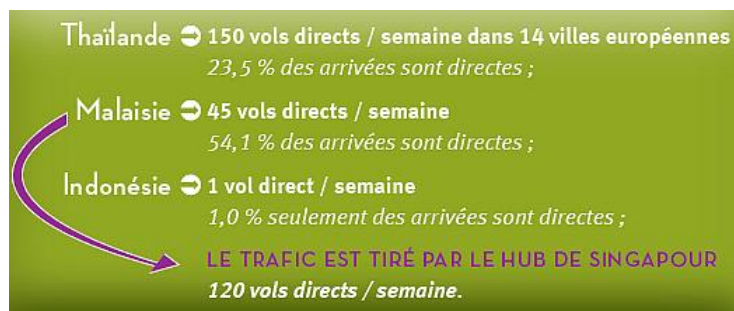 Thaïlande ➲ 150 vols directs / semaine dans 14 villes européennes
23,5 % des arrivées sont directes ;
Malaisie ➲ 45 vols directs / semaine
54,1 % des arrivées sont directes ;
Indonésie ➲ 1 vol direct / semaine
1,0 % seulement des arrivées sont directes ;
LE TRAFIC EST TIRÉ PAR LE HUB DE SINGAPOUR
120 vols directs / semaine.